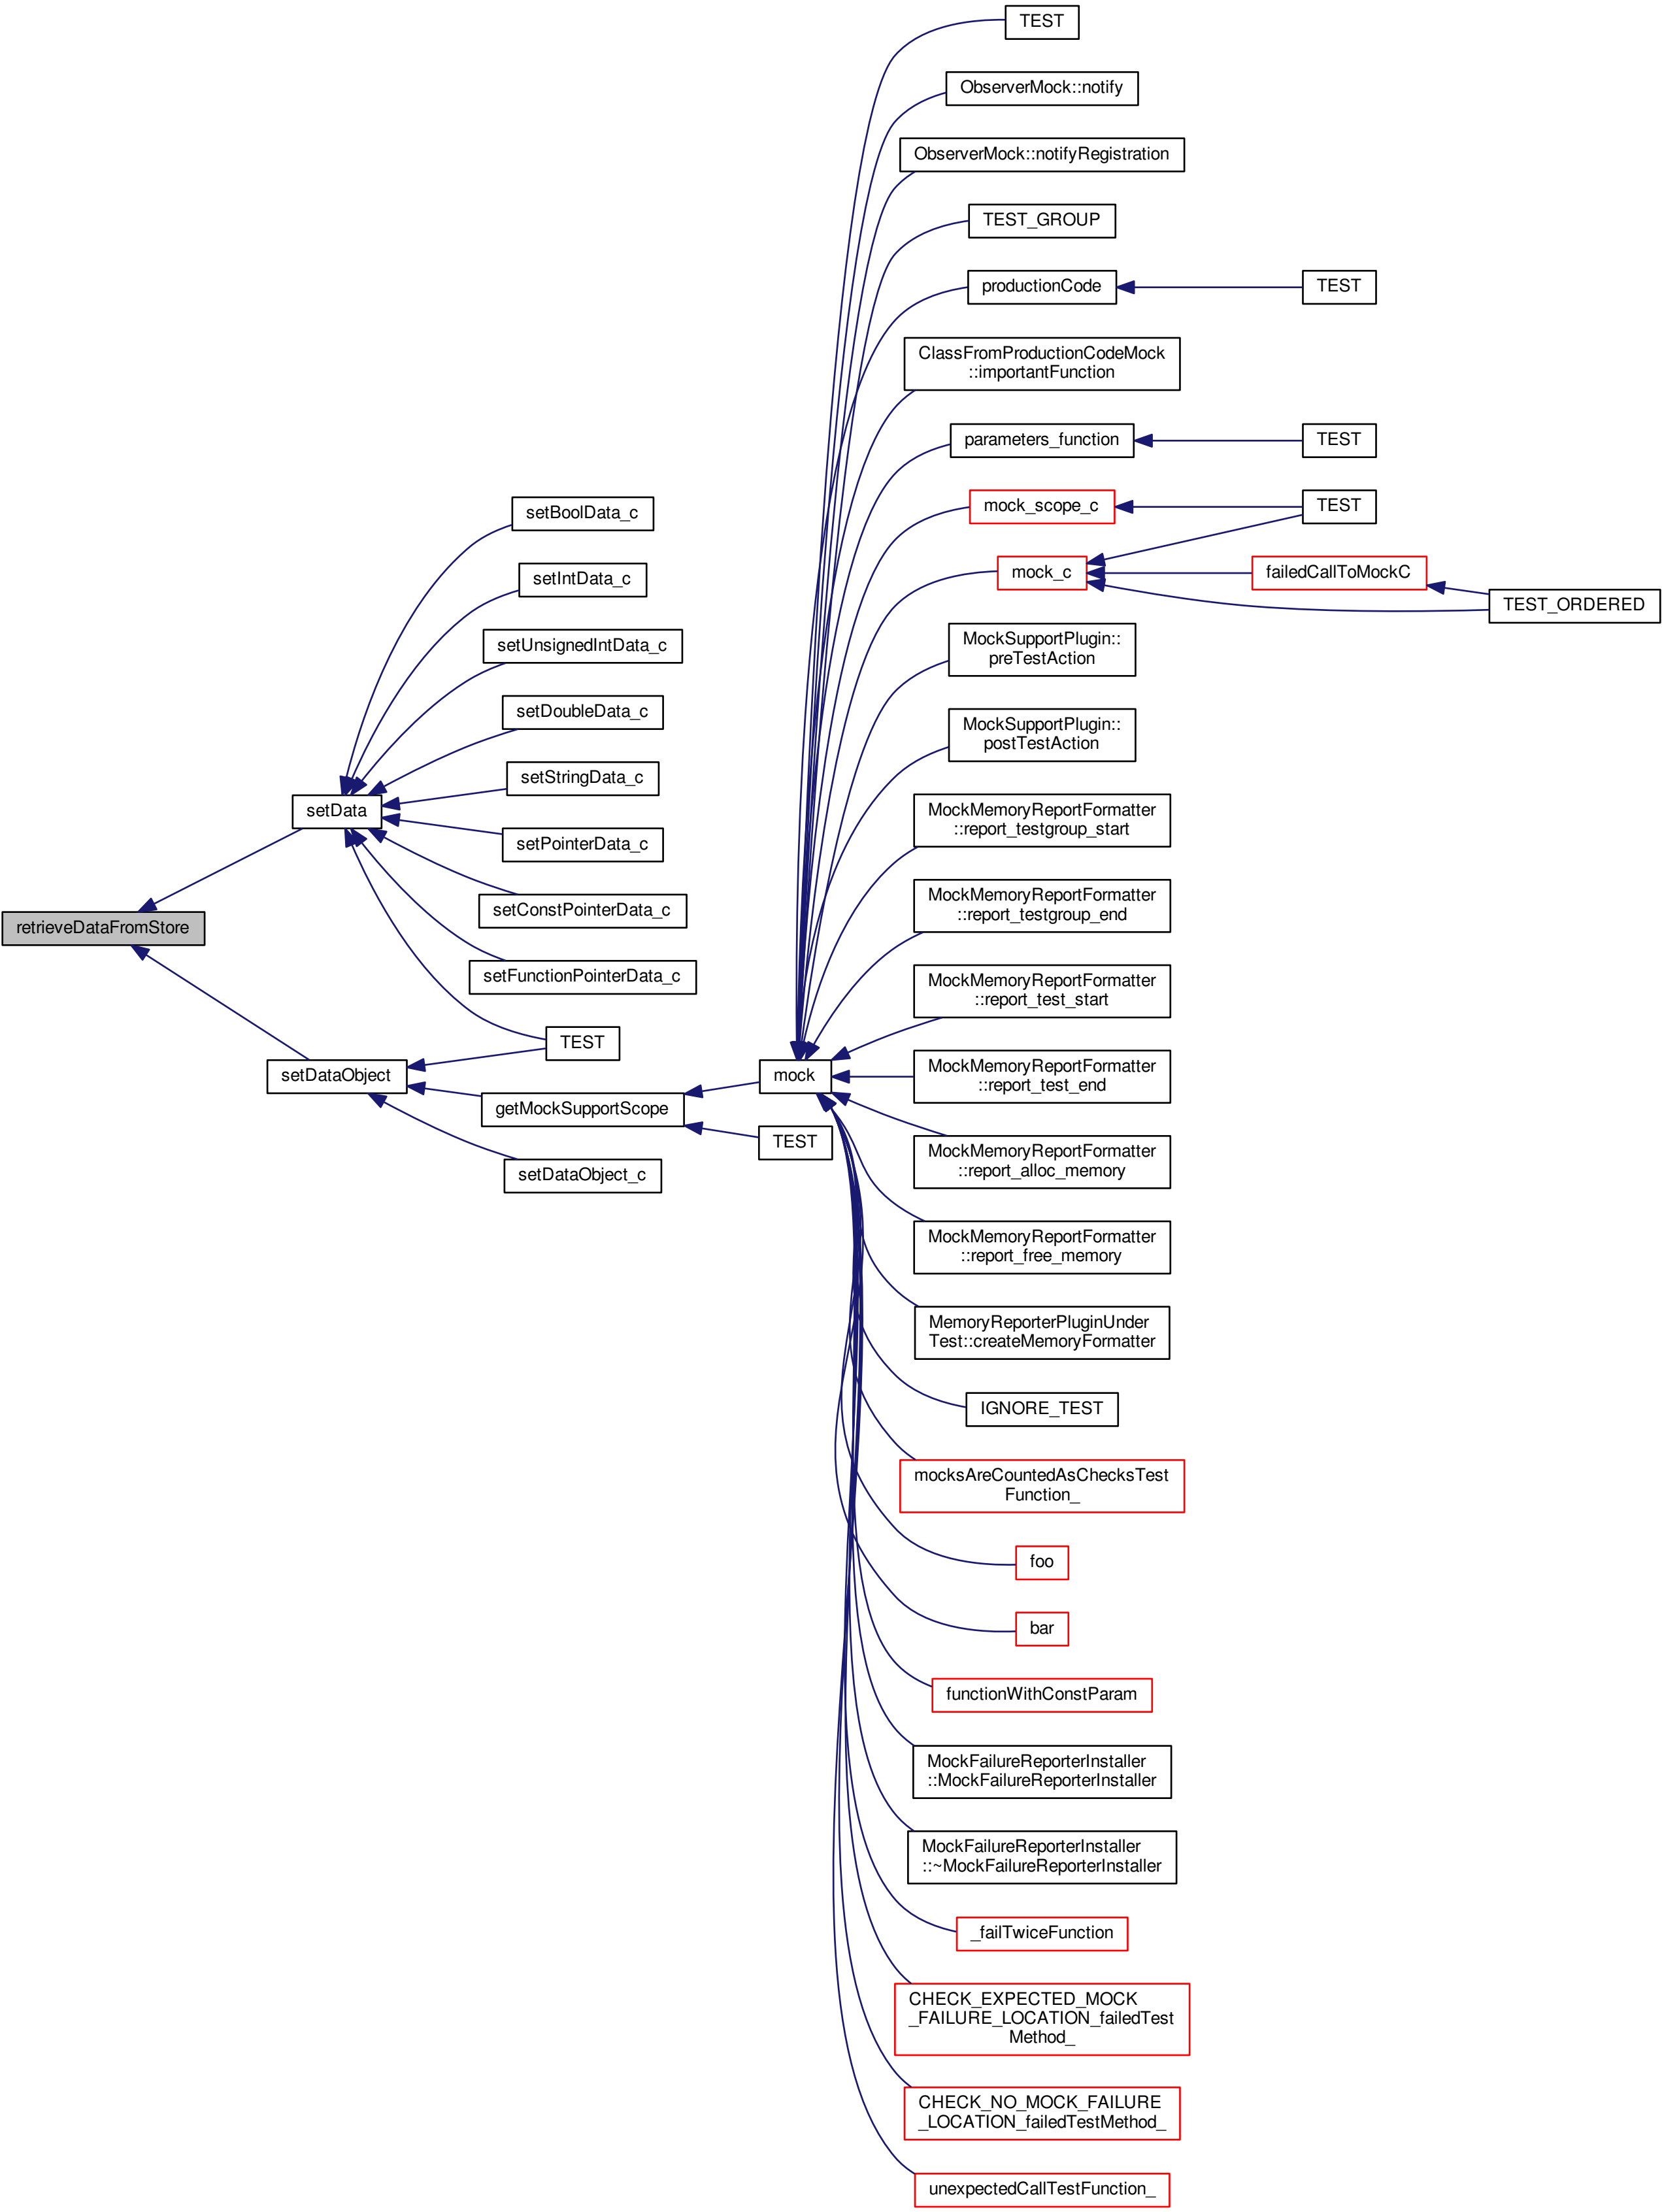 TEST
ObserverMock::notify
ObserverMock::notifyRegistration
TEST_GROUP
productionCode
TEST
ClassFromProductionCodeMock
::importantFunction
parameters_function
TEST
mock_scope_c
TEST
mock_c
failedCallToMockC
TEST_ORDERED
MockSupportPlugin::
preTestAction
MockSupportPlugin::
postTestAction
setBoolData_c
setIntData_c
setUnsignedIntData_c
setDoubleData_c
setStringData_c
setData
setPointerData_c
setConstPointerData_c
retrieveDataFromStore
setFunctionPointerData_c
TEST
setDataObject
getMockSupportScope
mock
TEST
setDataObject_c
MockMemoryReportFormatter
::report_testgroup_start
MockMemoryReportFormatter
::report_testgroup_end
MockMemoryReportFormatter
::report_test_start
MockMemoryReportFormatter
::report_test_end
MockMemoryReportFormatter
::report_alloc_memory
MockMemoryReportFormatter
::report_free_memory
MemoryReporterPluginUnder
Test::createMemoryFormatter
IGNORE_TEST
mocksAreCountedAsChecksTest
Function_
foo
bar
functionWithConstParam
MockFailureReporterInstaller
::MockFailureReporterInstaller
MockFailureReporterInstaller
::~MockFailureReporterInstaller
_failTwiceFunction
CHECK_EXPECTED_MOCK
_FAILURE_LOCATION_failedTest
Method_
CHECK_NO_MOCK_FAILURE
_LOCATION_failedTestMethod_
unexpectedCallTestFunction_